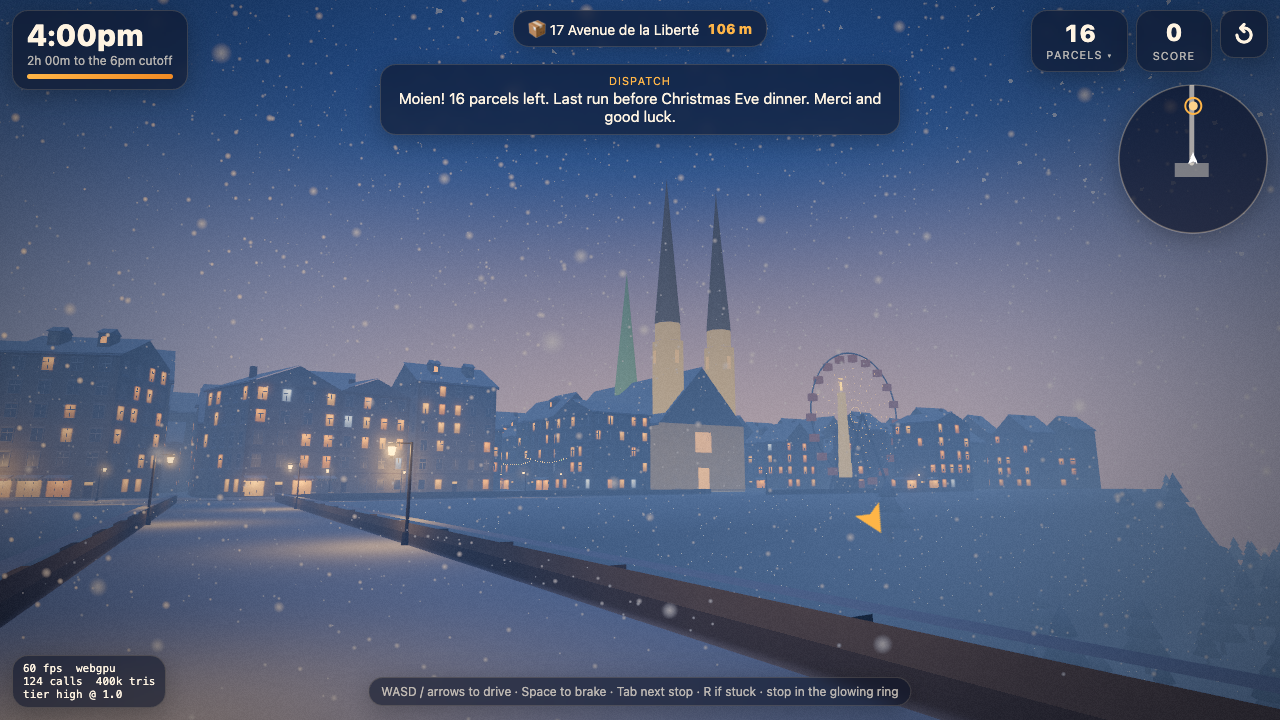 4:00pm
2h 00m to the 6pm cutoff
17 Avenue de la Liberté 106 m
16
PARCELS ▾
0
SCORE
DISPATCH
Moien! 16 parcels left. Last run before Christmas Eve dinner. Merci and
good luck.
60 fps webgpu
124 calls 400k tris
tier high @ 1.0
WASD / arrows to drive · Space to brake · Tab next stop · R if stuck · stop in the glowing ring